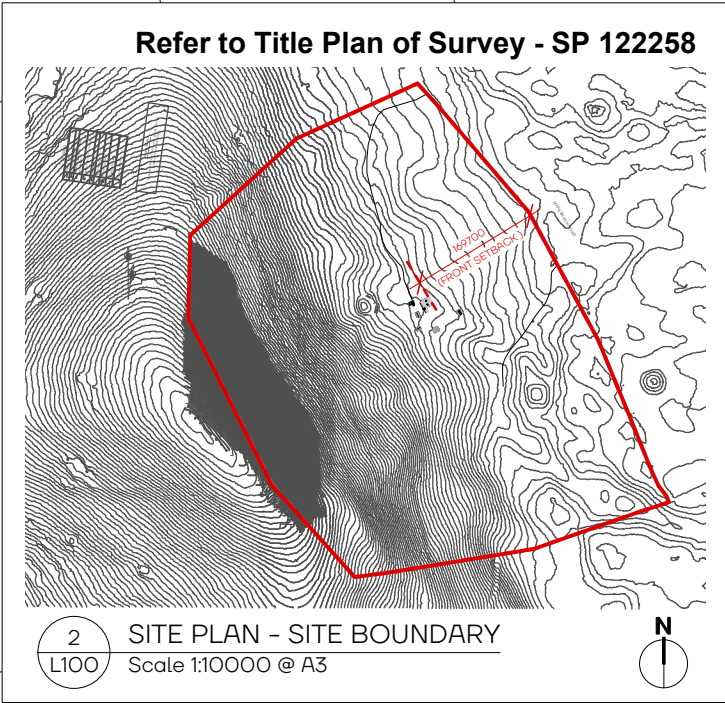 Refer to Title Plan of Survey - SP 122258
169700
(FRONT SETBACK )
2
L100
SITE PLAN - SITE BOUNDARY
Scale 1:10000 @ A3
N